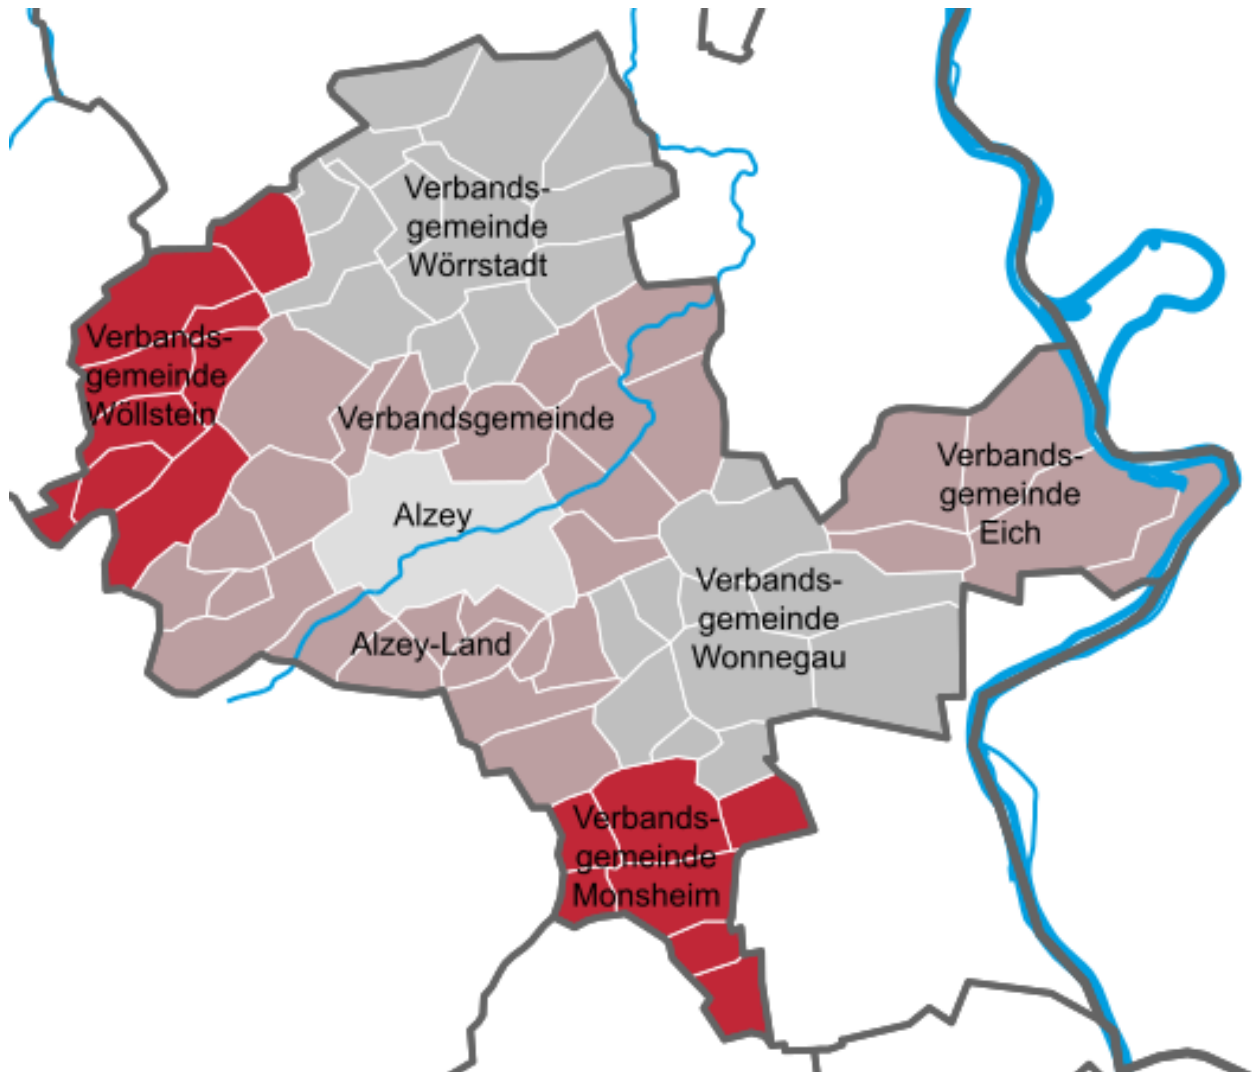 Verbands-
gemeinde
Wörrstadt
Verbands-
gemeinde
Wöllstein
Verbandsgemeinde
Alzey
Alzey-Land
Verbands-
gemeinde
Eich
Verbands-
gemeinde
Wonnegau
Verbands-
gemeinde
Monsheim